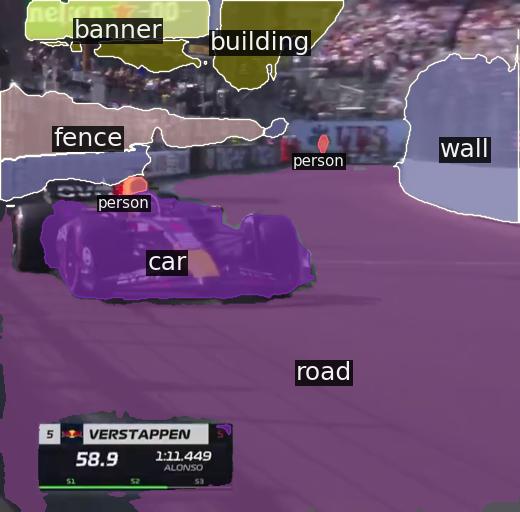 banner
building
fence
person
wall
person
car
road
5 VERSTAPPEN 5
58.9 1:11.449
ALONSO
S1 S2 S3